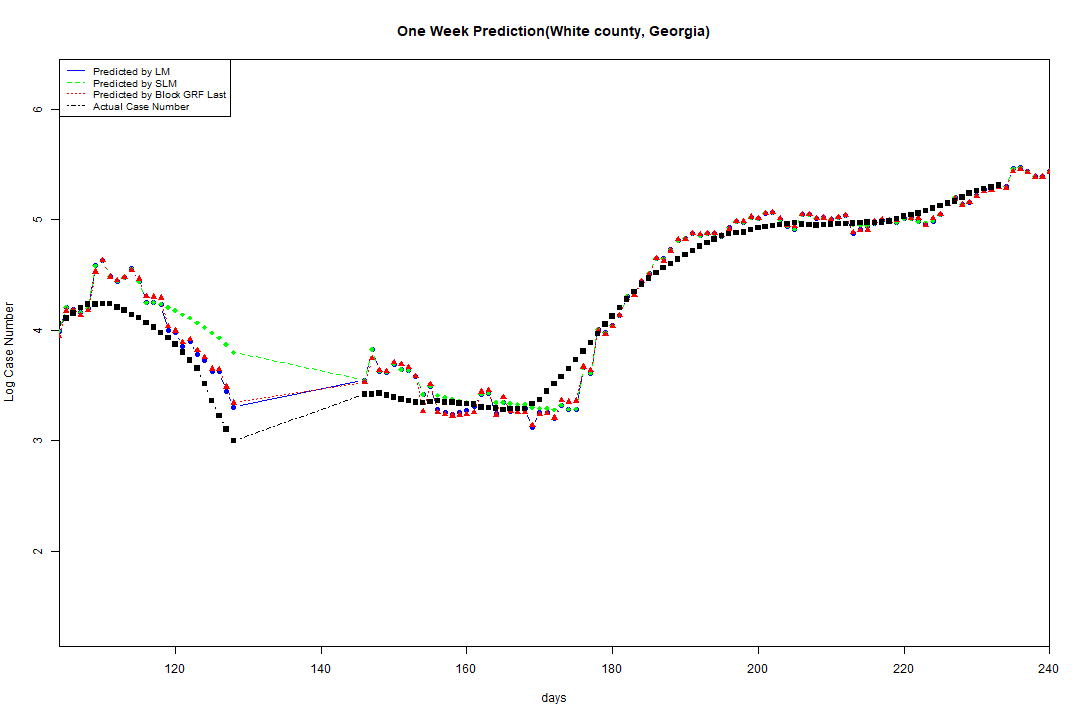 One Week Prediction(White county, Georgia)
Predicted by LM
Predicted by SLM
Predicted by Block GRF Last
Actual Case Number
6
5
4
3
2
Log Case Number
120 140 160 180 200 220 240
days